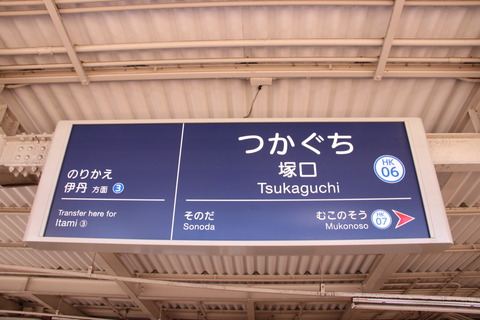 のりかえ
伊丹 方面 3
Transfer here for
Itami 3
つかぐち
塚口
Tsukaguchi
HK
06
そのだ
Sonoda
むこのそう
Mukonoso
HK
07